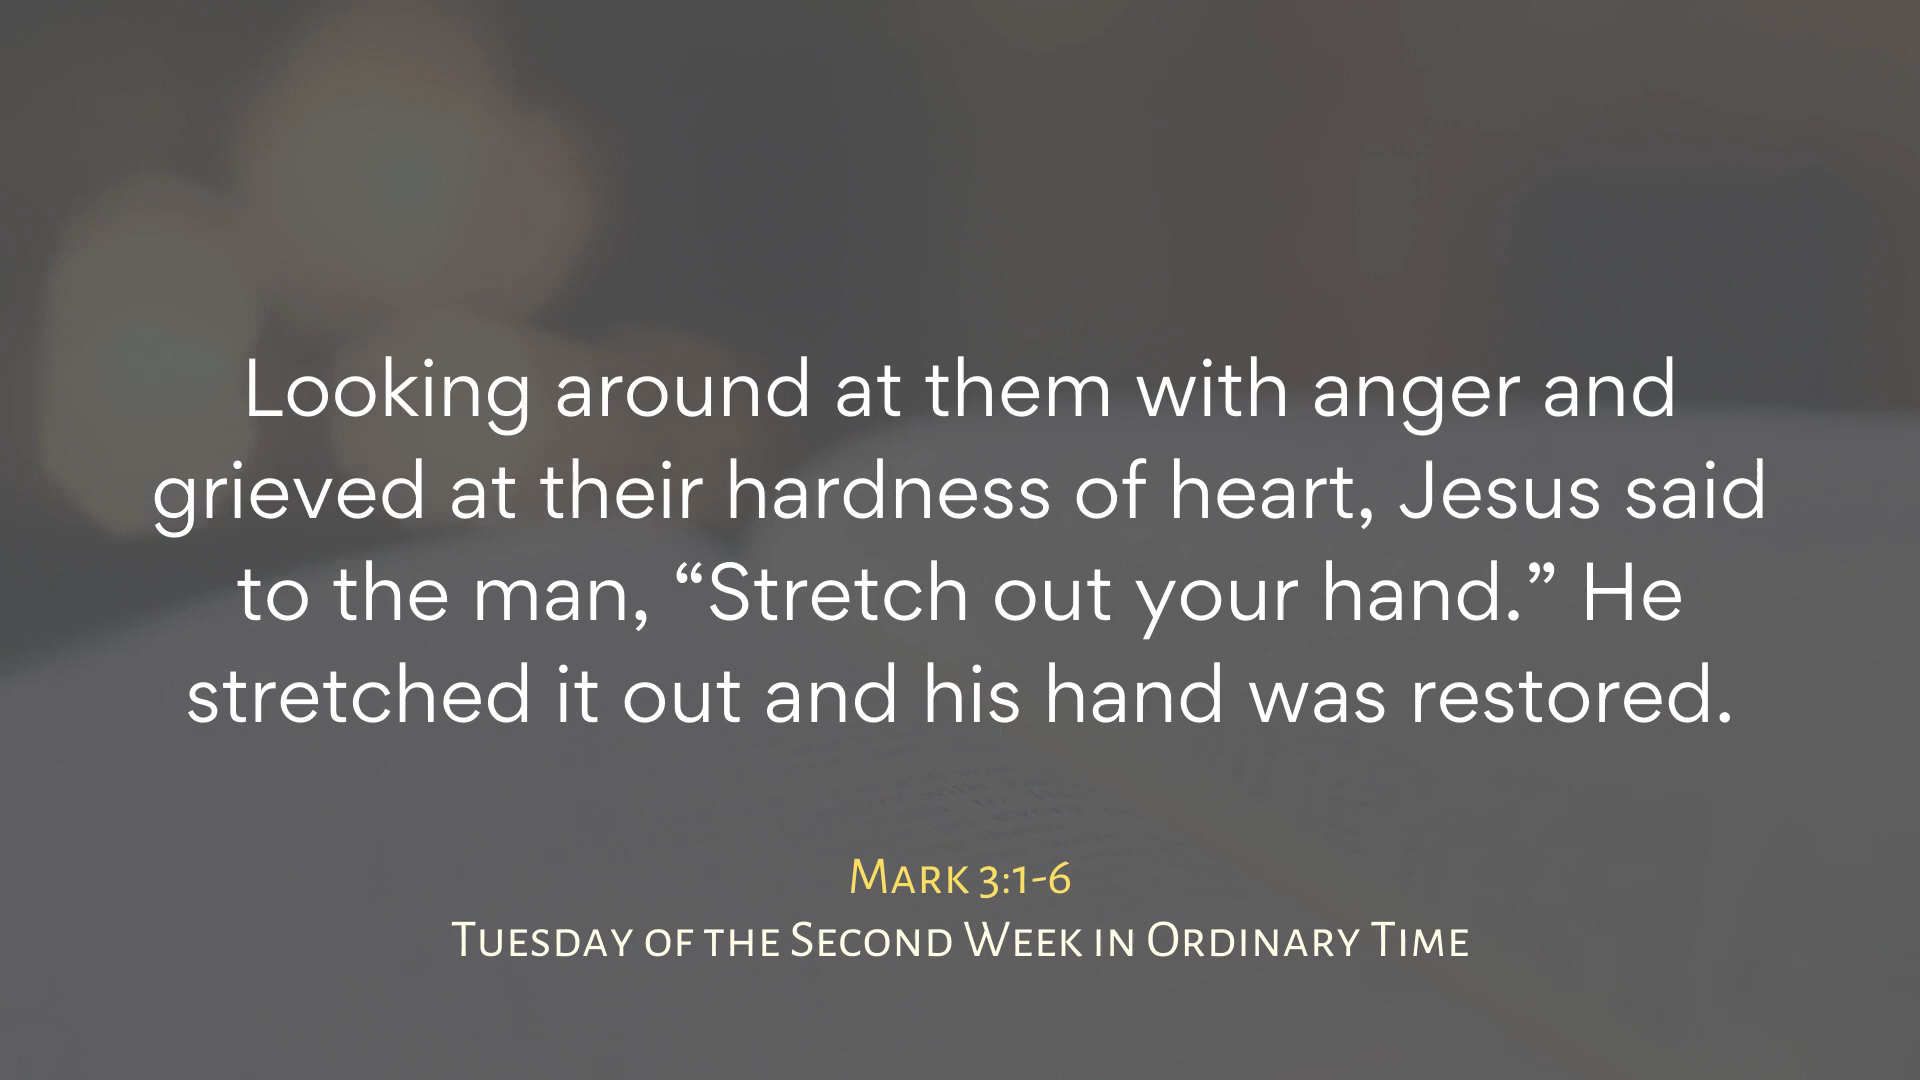 Looking around at them with anger and
grieved at their hardness of heart, Jesus said
to the man, “Stretch out your hand.” He
stretched it out and his hand was restored.
Mark 3:1-6
Tuesday of the Second Week in Ordinary Time